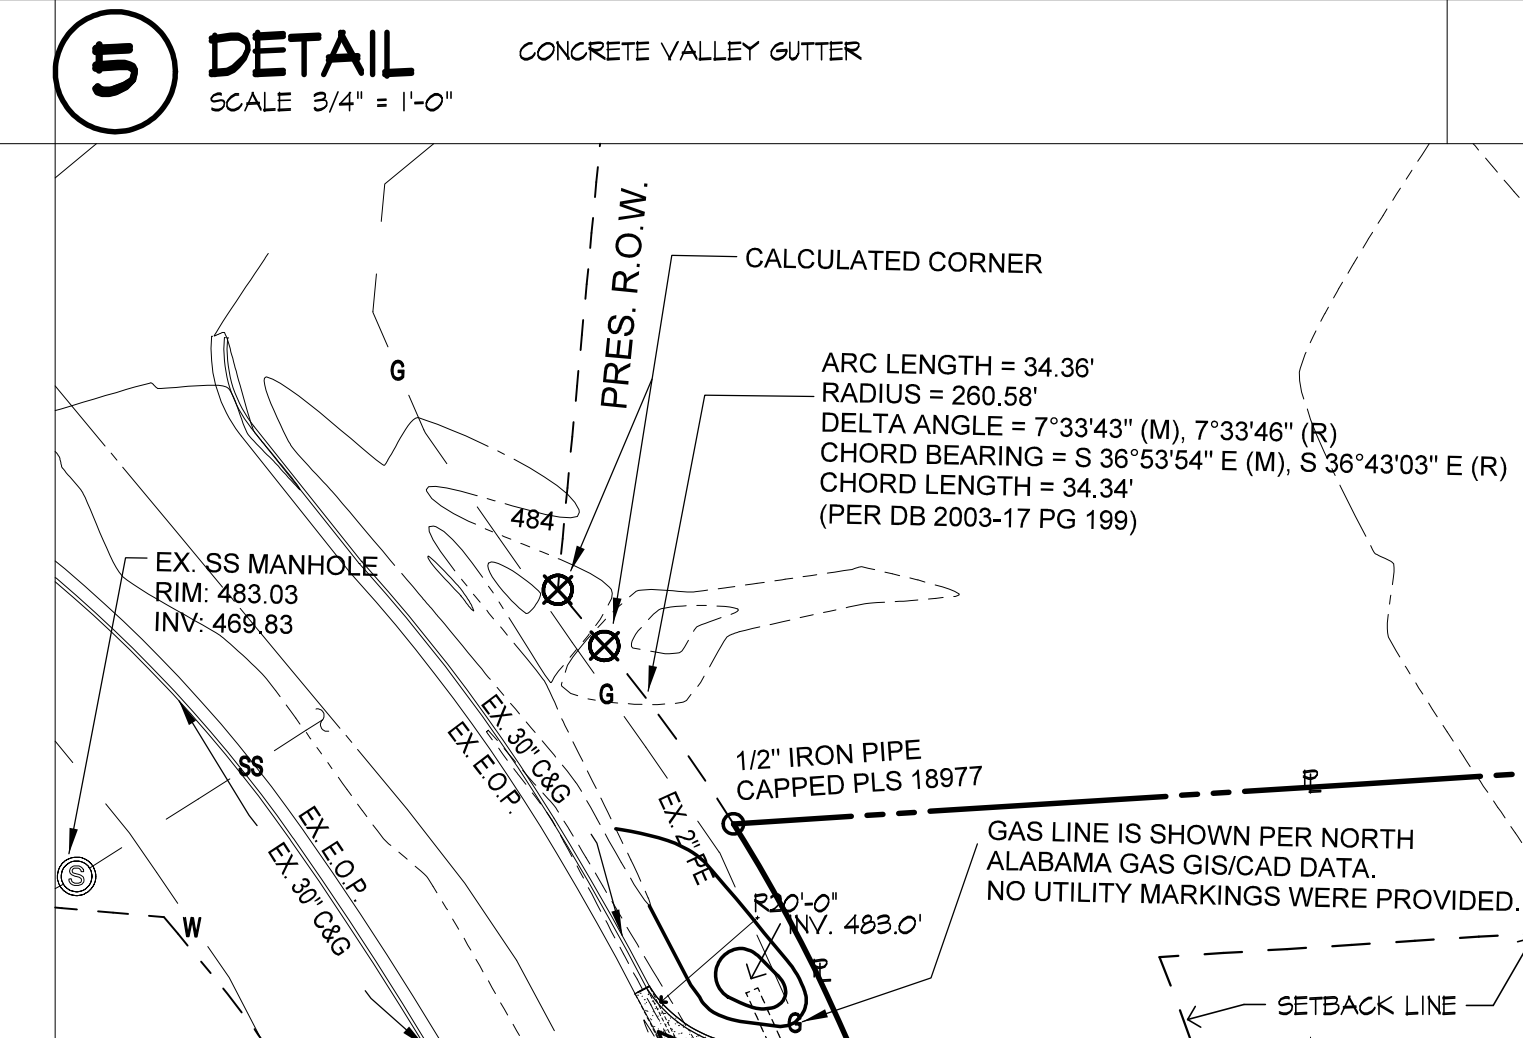 5
DETAIL
SCALE 3/4" = 1'-0"
CONCRETE VALLEY GUTTER
PRES. R.O.W.
CALCULATED CORNER
ARC LENGTH = 34.36'
RADIUS = 260.58'
DELTA ANGLE = 7°33'43" (M), 7°33'46" (R)
CHORD BEARING = S 36°53'54" E (M), S 36°43'03" E (R)
CHORD LENGTH = 34.34'
(PER DB 2003-17 PG 199)
G
484
EX. SS MANHOLE
RIM: 483.03
INV: 469.83
G
EX. 30" C&G
EX. E.O.P.
SS
1/2" IRON PIPE
CAPPED PLS 18977
PL
EX. 2" PE
GAS LINE IS SHOWN PER NORTH
ALABAMA GAS GIS/CAD DATA.
NO UTILITY MARKINGS WERE PROVIDED.
EX. E.O.P.
EX. 30" C&G
S
W
R20'-0"
INV. 483.0'
PL
G
SETBACK LINE